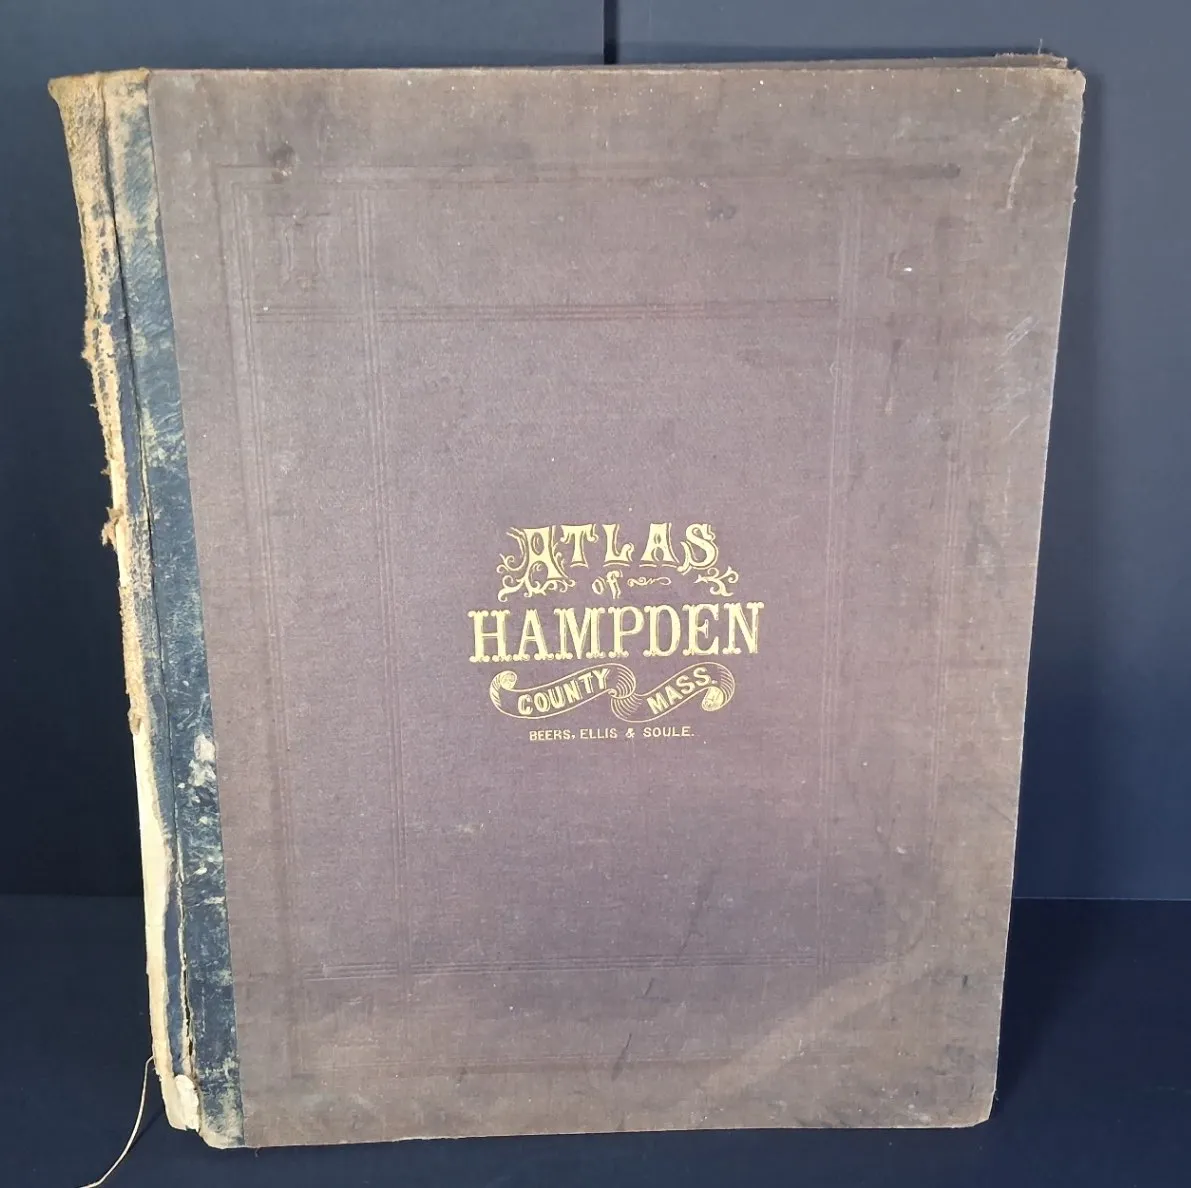 ATLAS
OF
HAMPDEN
COUNTY MASS.
BEERS, ELLIS & SOULE.